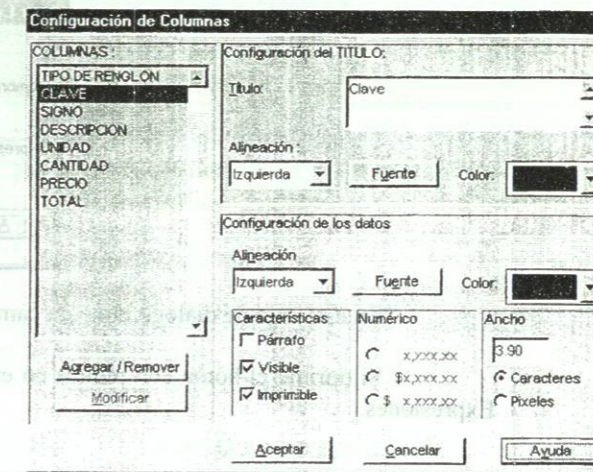 Configuración de Columnas
COLUMNAS:
TIPO DE RENGLON
CLAVE
SIGNO
DESCRIPCION
UNIDAD
CANTIDAD
PRECIO
TOTAL
Agregar / Remover
Modificar
Configuración del TITULO:
Título:
Clave
Alineación :
Izquierda
Fuente
Color:
Configuración de los datos
Alineación
Izquierda
Fuente
Color:
Características
Párrafo
Visible
Imprimible
Numérico
x,xxx.xx
$x,xxx.xx
$ x,xxx.xx
Ancho
3.90
Caracteres
Pixeles
Aceptar
Cancelar
Ayuda